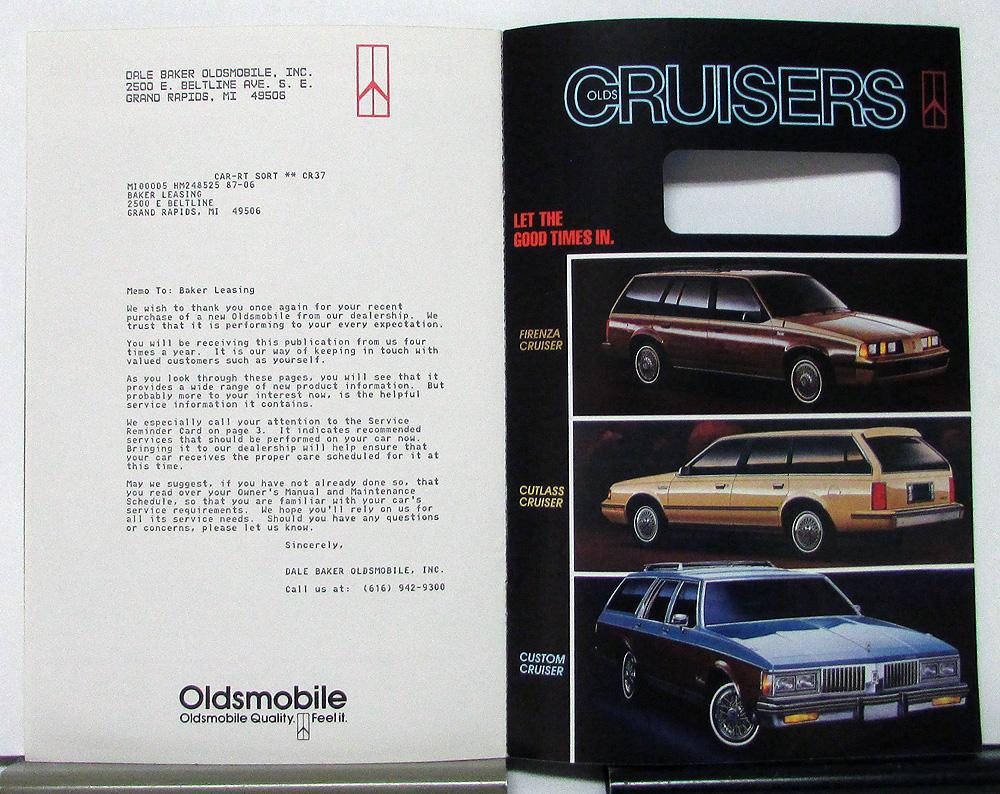 DALE BAKER OLDSMOBILE, INC.
2500 E. BELTLINE AVE. S. E.
GRAND RAPIDS, MI 49506
CAR-RT SORT ** CR37
MI00005 HM248525 87-06
BAKER LEASING
2500 E BELTLINE
GRAND RAPIDS, MI 49506
Memo To: Baker Leasing
We wish to thank you once again for your recent
purchase of a new Oldsmobile from our dealership. We
trust that it is performing to your every expectation.
You will be receiving this publication from us four
times a year. It is our way of keeping in touch with
valued customers such as yourself.
As you look through these pages, you will see that it
provides a wide range of new product information. But
probably more to your interest now, is the helpful
service information it contains.
We especially call your attention to the Service
Reminder Card on page 3. It indicates recommended
services that should be performed on your car now.
Bringing it to our dealership will help ensure that
your car receives the proper care scheduled for it at
this time.
May we suggest, if you have not already done so, that
you read over your Owner's Manual and Maintenance
Schedule, so that you are familiar with your car's
service requirements. We hope you'll rely on us for
all its service needs. Should you have any questions
or concerns, please let us know.
Sincerely,
DALE BAKER OLDSMOBILE, INC.
Call us at: (616) 942-9300
Oldsmobile
Oldsmobile Quality. Feel it.
OLDS CRUISERS
LET THE
GOOD TIMES IN.
FIRENZA
CRUISER
CUTLASS
CRUISER
CUSTOM
CRUISER